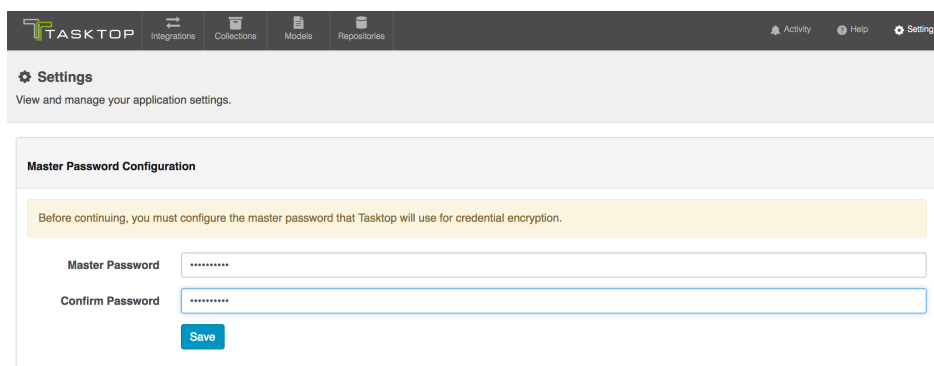 TASKTOP
Integrations
Collections
Models
Repositories
Activity
Help
Setting
Settings
View and manage your application settings.
Master Password Configuration
Before continuing, you must configure the master password that Tasktop will use for credential encryption.
Master Password ••••••••••
Confirm Password ••••••••••
Save